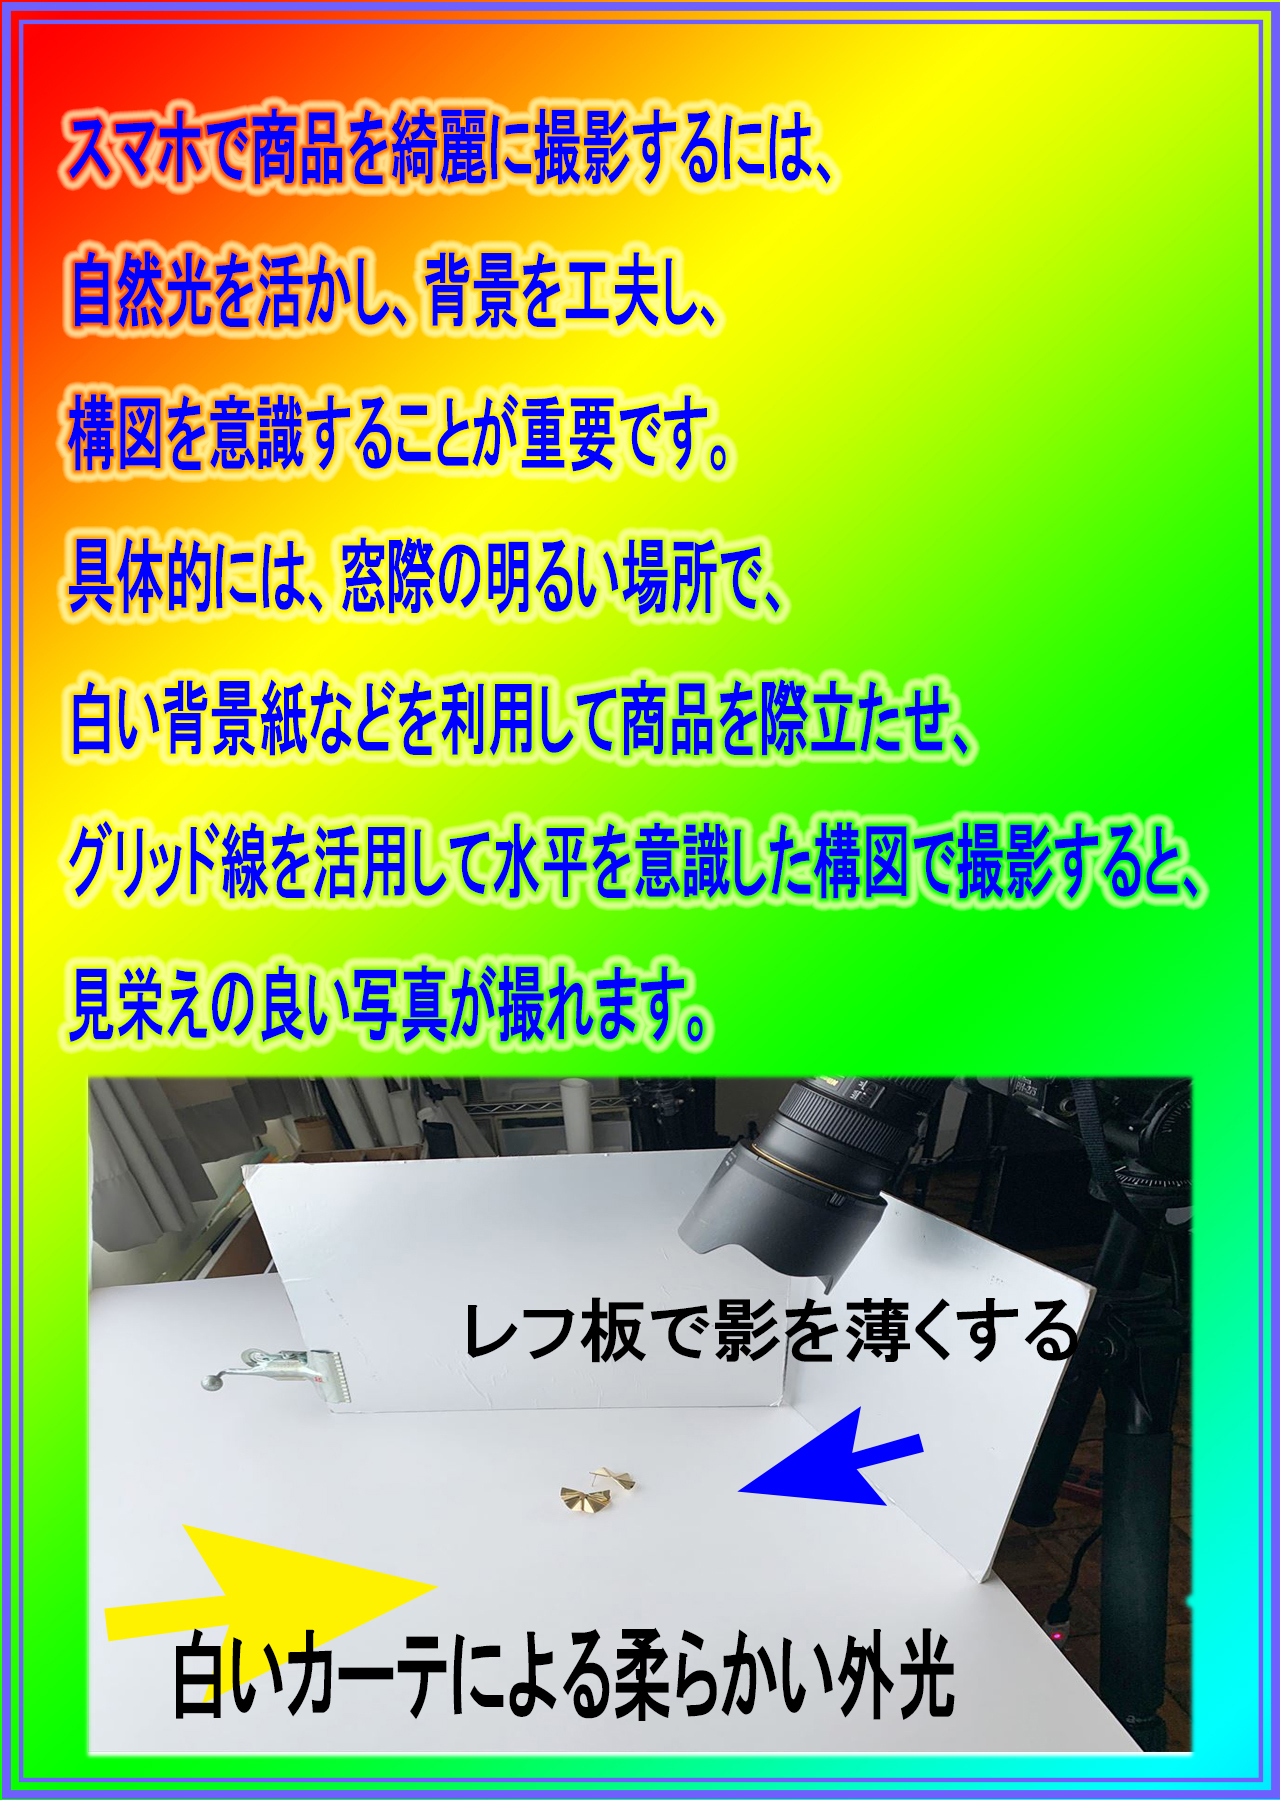 スマホで商品を綺麗に撮影するには、
自然光を活かし、背景を工夫し、
構図を意識することが重要です。
具体的には、窓際の明るい場所で、
白い背景紙などを利用して商品を際立たせ、
グリッド線を活用して水平を意識した構図で撮影すると、
見栄えの良い写真が撮れます。
レフ板で影を薄くする
白いカーテによる柔らかい外光